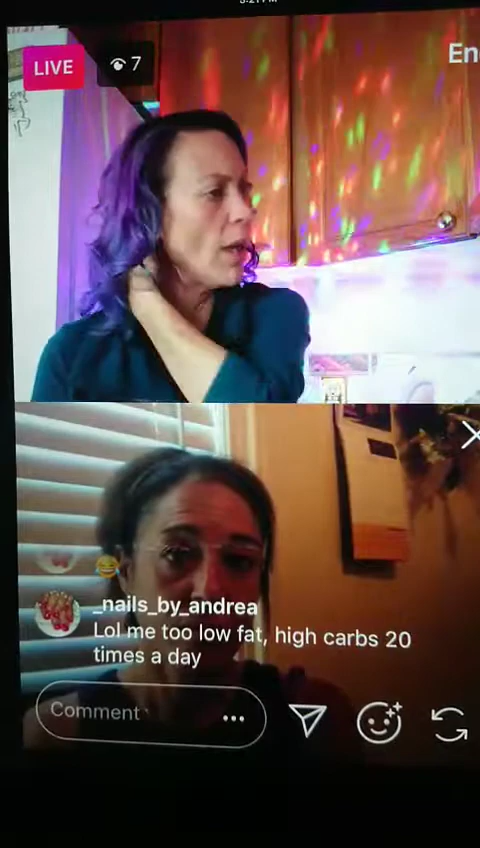 LIVE
7
En
_nails_by_andrea
Lol me too low fat, high carbs 20
times a day
Comment